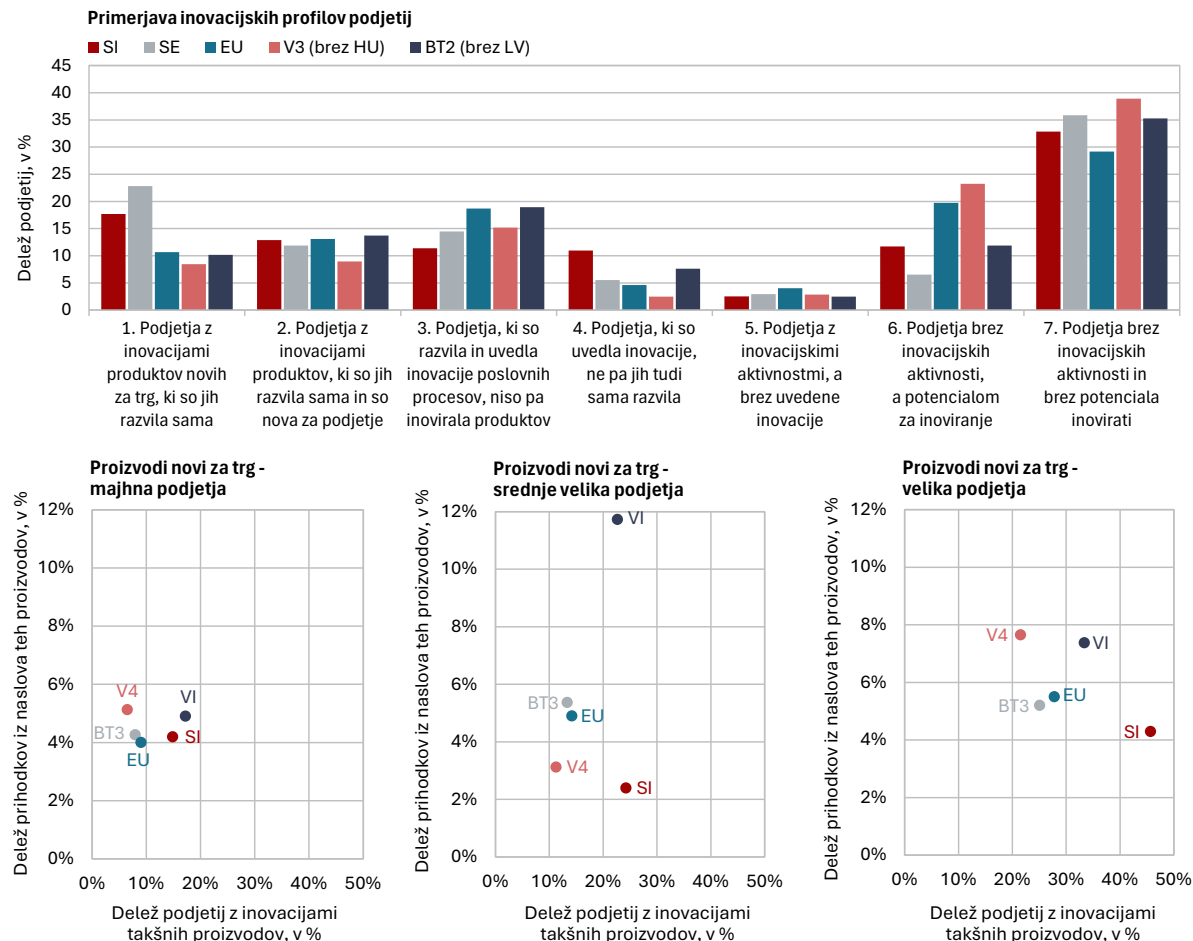 Primerjava inovacijskih profilov podjetij
SI SE EU V3 (brez HU) BT2 (brez LV)
Delež podjetij, v %
45
40
35
30
25
20
15
10
5
0
1. Podjetja z
inovacijami
produktov novih
za trg, ki so jih
razvila sama
2. Podjetja z
inovacijami
produktov, ki so jih
razvila sama in so
nova za podjetje
3. Podjetja, ki so
razvila in uvedla
inovacije poslovnih
procesov, niso pa
inovirala produktov
4. Podjetja, ki so
uvedla inovacije,
ne pa jih tudi
sama razvila
5. Podjetja z
inovacijskimi
aktivnostmi, a
brez uvedene
inovacije
6. Podjetja brez
inovacijskih
aktivnosti,
a potencialom
za inoviranje
7. Podjetja brez
inovacijskih
aktivnosti in
brez potenciala
inovirati
Proizvodi novi za trg -
majhna podjetja
Delež prihodkov iz naslova teh proizvodov, v %
12%
10%
8%
6%
4%
2%
0%
V4
VI
BT3
SI
EU
0% 10% 20% 30% 40% 50%
Delež podjetij z inovacijami
takšnih proizvodov, v %
Proizvodi novi za trg -
srednje velika podjetja
Delež prihodkov iz naslova teh proizvodov, v %
12%
10%
8%
6%
4%
2%
0%
VI
BT3
EU
V4
SI
0% 10% 20% 30% 40% 50%
Delež podjetij z inovacijami
takšnih proizvodov, v %
Proizvodi novi za trg -
velika podjetja
Delež prihodkov iz naslova teh proizvodov, v %
12%
10%
8%
6%
4%
2%
0%
V4
VI
BT3
EU
SI
0% 10% 20% 30% 40% 50%
Delež podjetij z inovacijami
takšnih proizvodov, v %